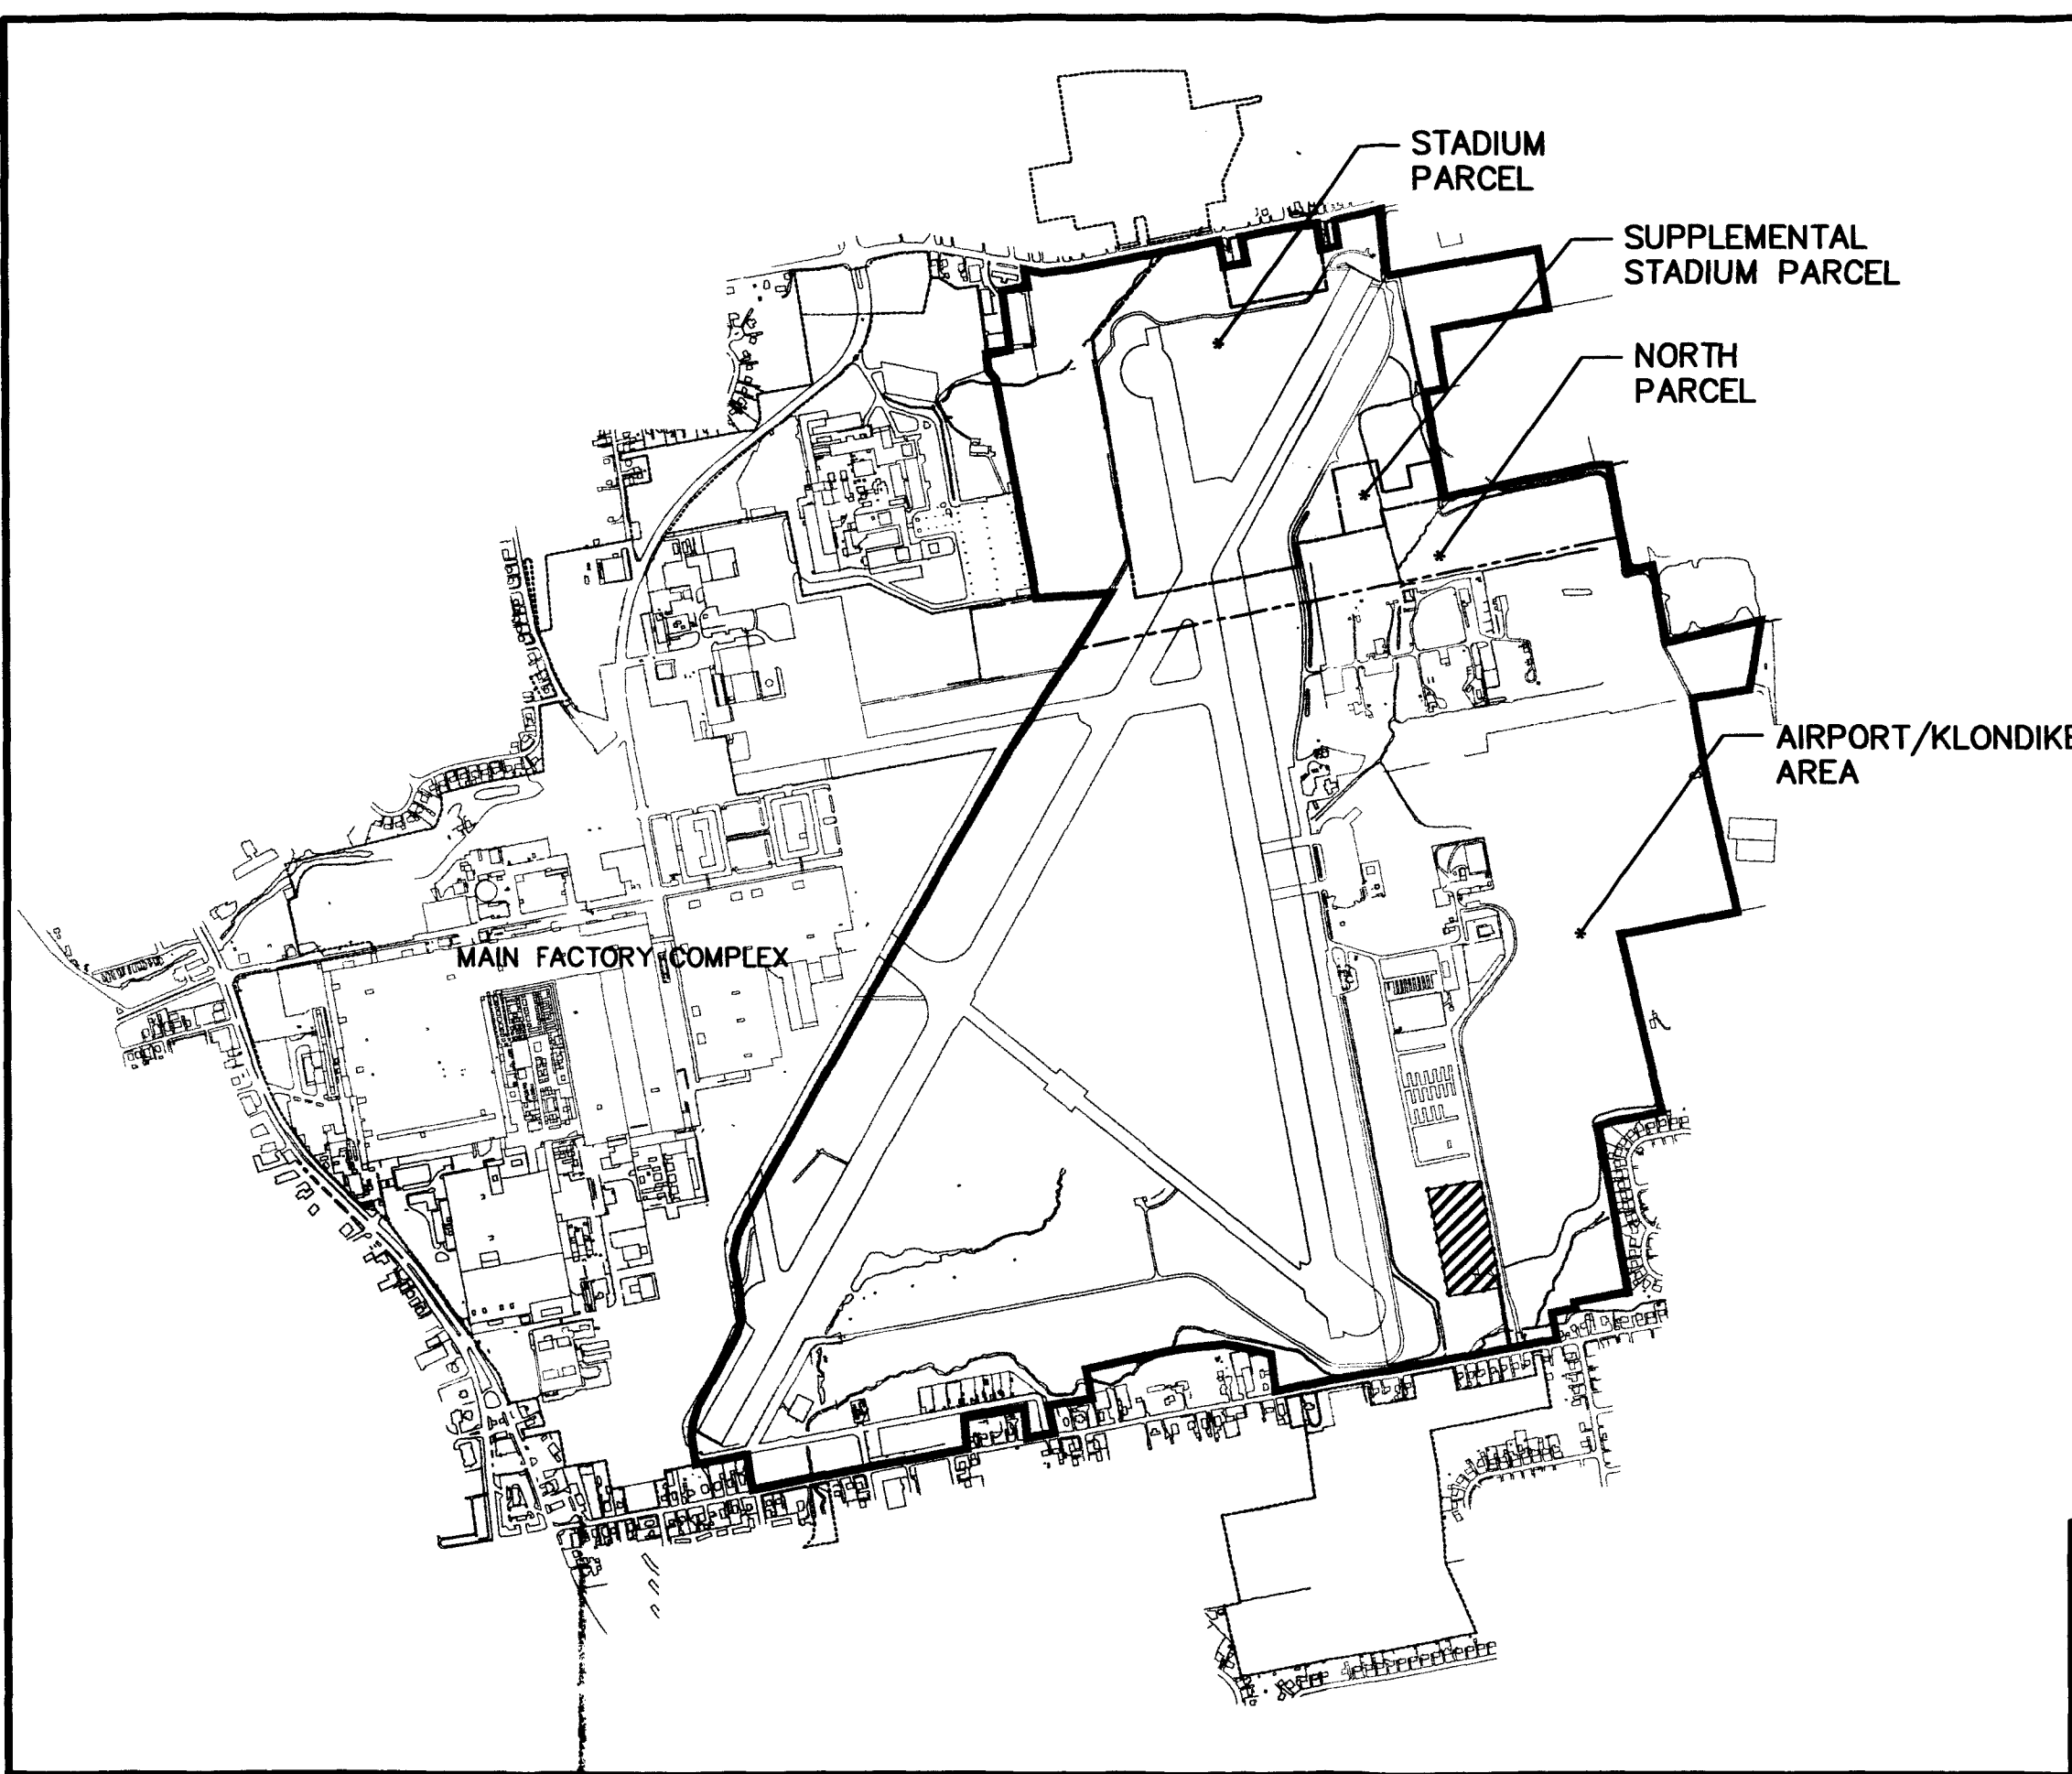 STADIUM
PARCEL
SUPPLEMENTAL
STADIUM PARCEL
NORTH
PARCEL
AIRPORT/KLONDIKE
AREA
MAIN FACTORY COMPLEX